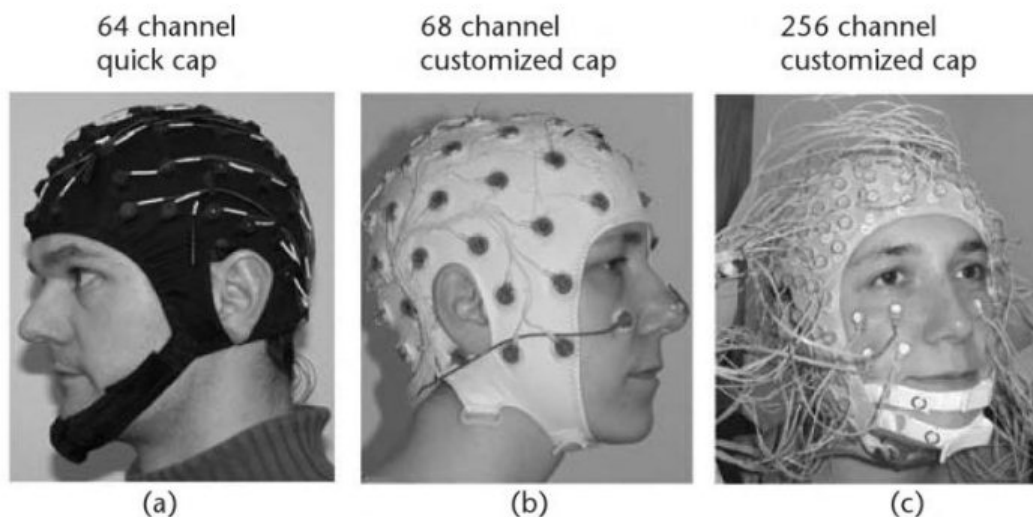 64 channel
quick cap
68 channel
customized cap
256 channel
customized cap
(a)
(b)
(c)